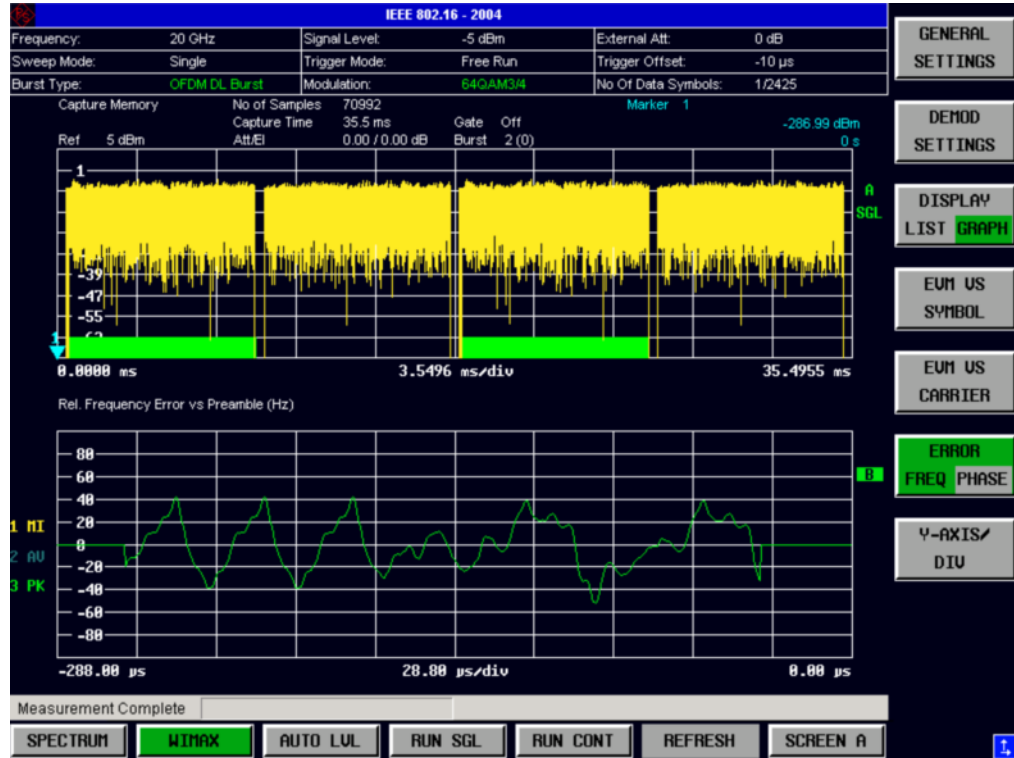 IEEE 802.16 - 2004
Frequency: 20 GHz Signal Level: -5 dBm External Att: 0 dB
Sweep Mode: Single Trigger Mode: Free Run Trigger Offset: -10 µs
Burst Type: OFDM DL Burst Modulation: 64QAM3/4 No Of Data Symbols: 1/2425
Capture Memory No of Samples 70992 Marker 1
Capture Time 35.5 ms Gate Off -286.99 dBm
Ref 5 dBm Att/El 0.00 / 0.00 dB Burst 2 (0) 0 s
1
A
SGL
-39
-47
-55
1
0.0000 ms 3.5496 ms/div 35.4955 ms
Rel. Frequency Error vs Preamble (Hz)
80
60
B
40
1 MI
20
0
2 AV
-20
3 PK
-40
-60
-80
-288.00 µs 28.80 µs/div 0.00 µs
Measurement Complete
SPECTRUM WIMAX AUTO LVL RUN SGL RUN CONT REFRESH SCREEN A
GENERAL
SETTINGS
DEMOD
SETTINGS
DISPLAY
LIST GRAPH
EVM VS
SYMBOL
EVM VS
CARRIER
ERROR
FREQ PHASE
Y-AXIS/
DIV